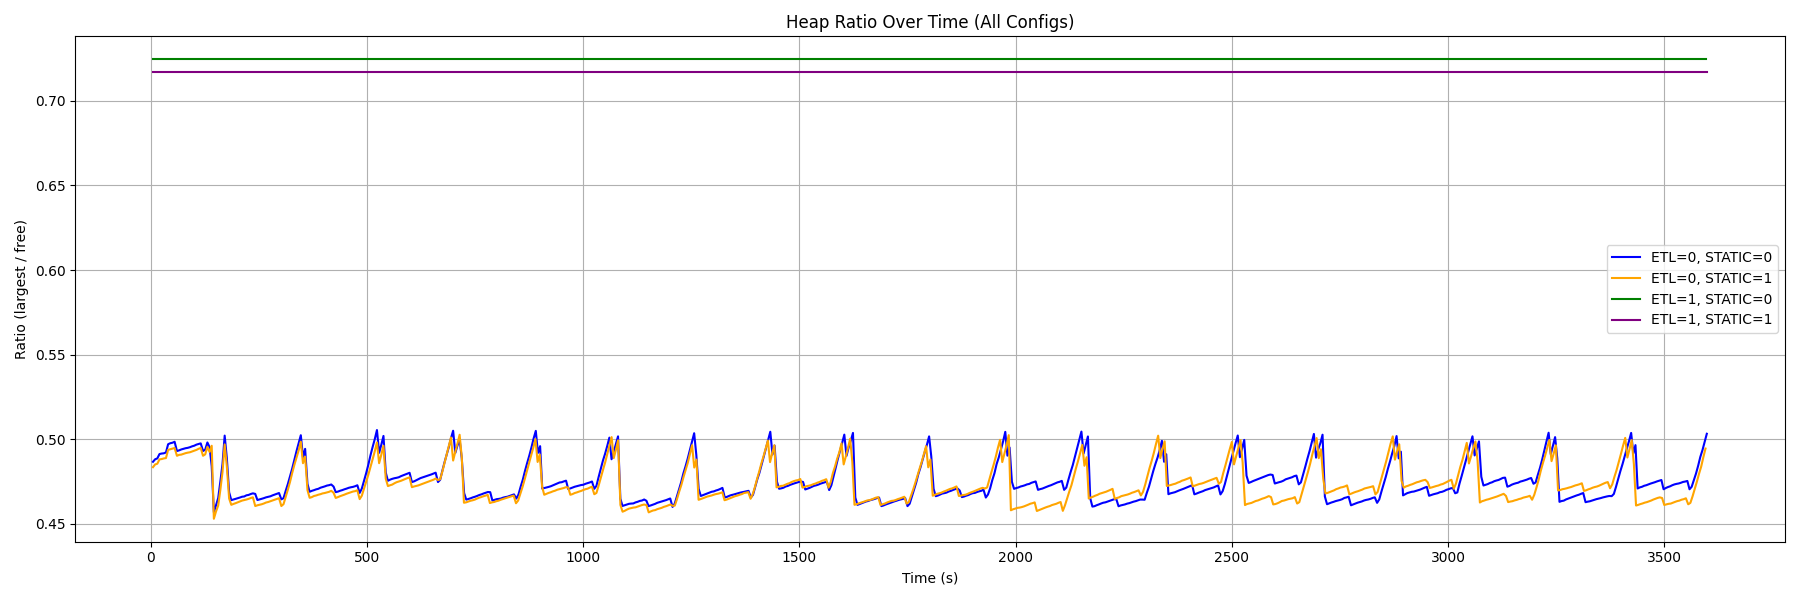 Heap Ratio Over Time (All Configs)
Ratio (largest / free)
0.70
0.65
0.60
0.55
0.50
0.45
0
500
1000
1500
2000
2500
3000
3500
Time (s)
ETL=0, STATIC=0
ETL=0, STATIC=1
ETL=1, STATIC=0
ETL=1, STATIC=1